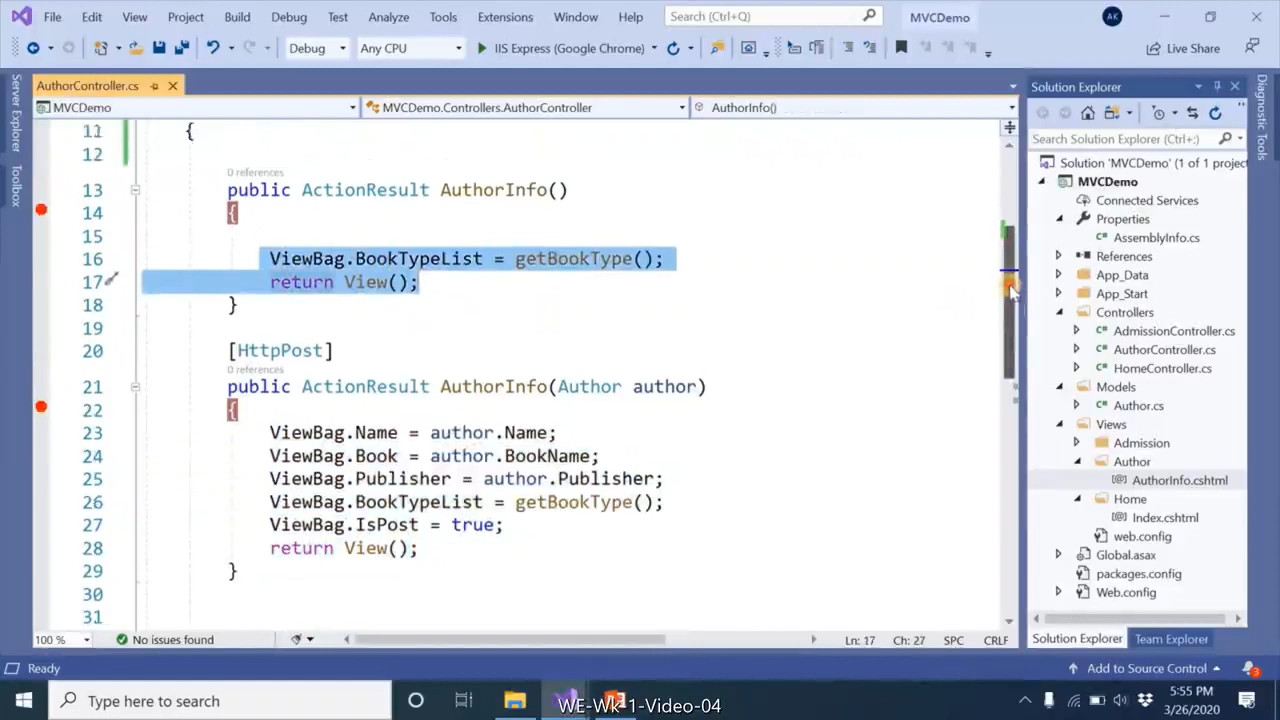 File Edit View Project Build Debug Test Analyze Tools Extensions Window Help Search (Ctrl+Q) MVCDemo AK
Debug Any CPU IIS Express (Google Chrome) Live Share
AuthorController.cs
MVCDemo MVCDemo.Controllers.AuthorController AuthorInfo()
Server Explorer
Toolbox
11 {
12
0 references
13 public ActionResult AuthorInfo()
14 {
15
16 ViewBag.BookTypeList = getBookType();
17 return View();
18 }
19
20 [HttpPost]
0 references
21 public ActionResult AuthorInfo(Author author)
22 {
23 ViewBag.Name = author.Name;
24 ViewBag.Book = author.BookName;
25 ViewBag.Publisher = author.Publisher;
26 ViewBag.BookTypeList = getBookType();
27 ViewBag.IsPost = true;
28 return View();
29 }
30
31
100 % No issues found Ln: 17 Ch: 27 SPC CRLF
Solution Explorer
Search Solution Explorer (Ctrl+;)
Solution 'MVCDemo' (1 of 1 project
MVCDemo
Connected Services
Properties
AssemblyInfo.cs
References
App_Data
App_Start
Controllers
AdmissionController.cs
AuthorController.cs
HomeController.cs
Models
Author.cs
Views
Admission
Author
AuthorInfo.cshtml
Home
Index.cshtml
web.config
Global.asax
packages.config
Web.config
Solution Explorer Team Explorer
Diagnostic Tools
Ready Add to Source Control 3
Type here to search
WE-Wk-1-Video-04
5:55 PM
3/26/2020